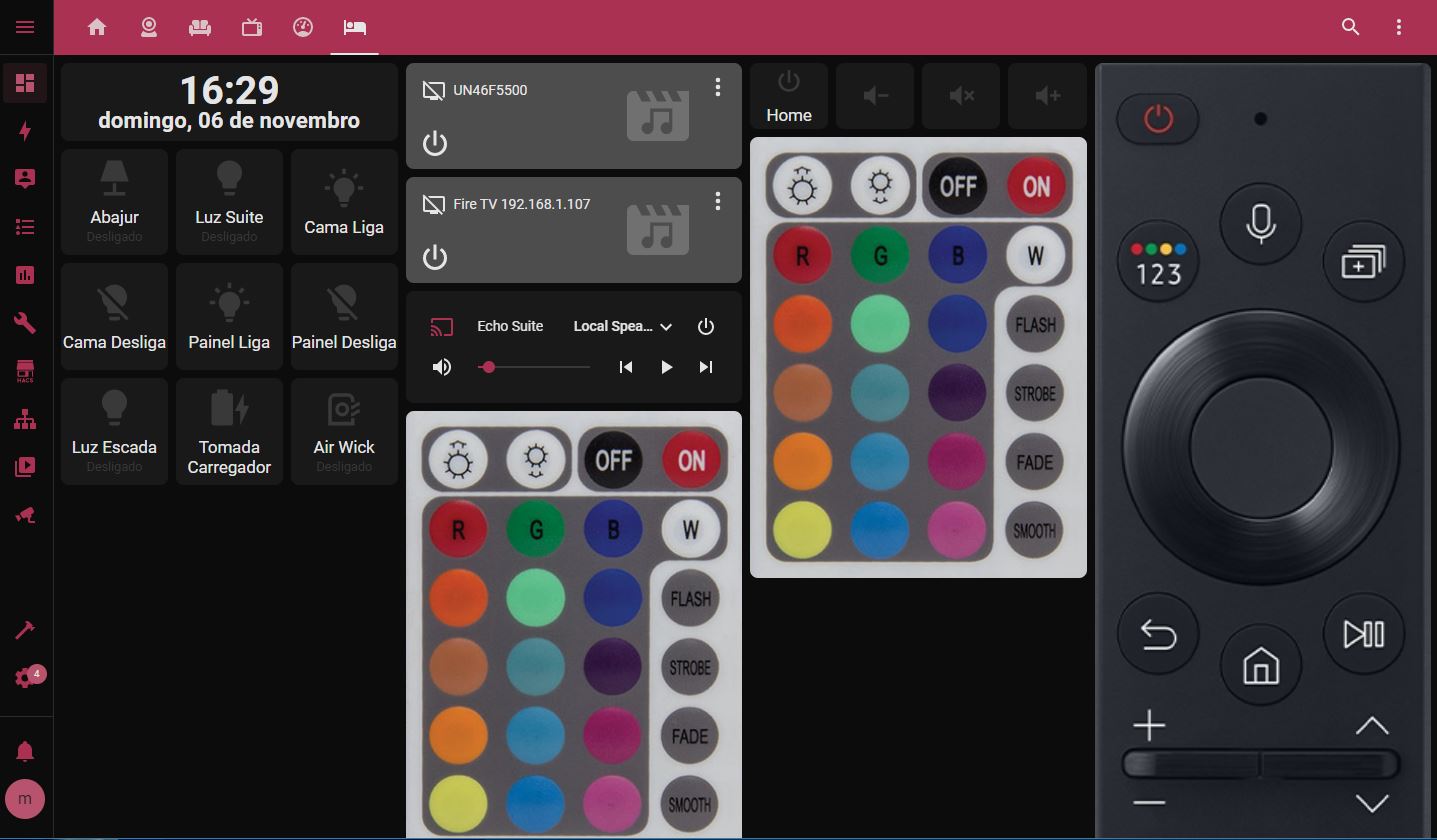 16:29
domingo, 06 de novembro
Abajur
Desligado
Luz Suite
Desligado
Cama Liga
Cama Desliga
Painel Liga
Painel Desliga
Luz Escada
Desligado
Tomada
Carregador
Air Wick
Desligado
HACS
4
m
UN46F5500
Fire TV 192.168.1.107
Echo Suite
Local Spea...
OFF
ON
R
G
B
W
FLASH
STROBE
FADE
SMOOTH
Home
OFF
ON
R
G
B
W
FLASH
STROBE
FADE
SMOOTH
123